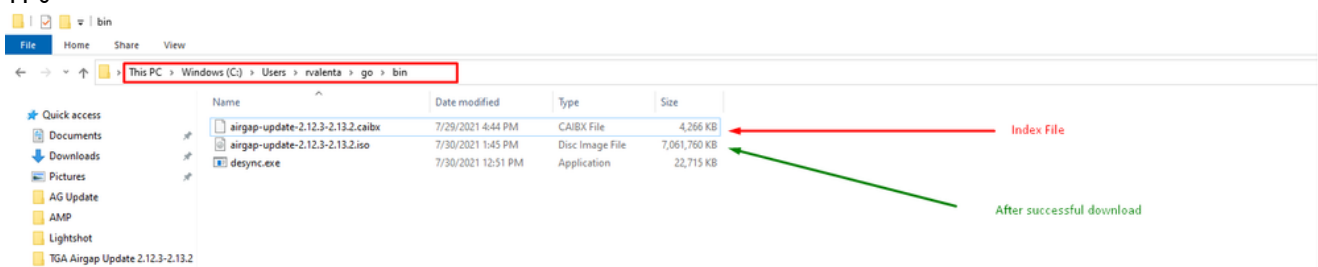 bin
File Home Share View
This PC > Windows (C:) > Users > rvalenta > go > bin
Name Date modified Type Size
Quick access
Documents
Downloads
Pictures
AG Update
AMP
Lightshot
TGA Airgap Update 2.12.3-2.13.2
airgap-update-2.12.3-2.13.2.caibx 7/29/2021 4:44 PM CAIBX File 4,266 KB
airgap-update-2.12.3-2.13.2.iso 7/30/2021 1:45 PM Disc Image File 7,061,760 KB
desync.exe 7/30/2021 12:51 PM Application 22,715 KB
Index File
After successful download